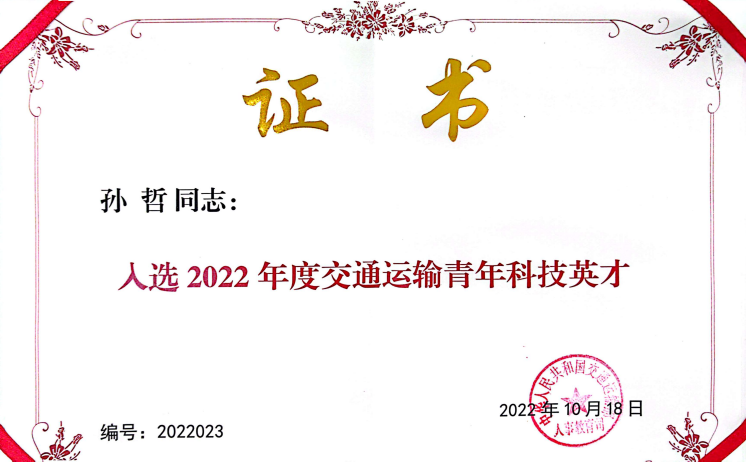 证书
孙 哲 同志：
入选 2022 年度交通运输青年科技英才
中华人民共和国交通运输部
人事教育司
2022 年 10 月 18 日
编号：2022023